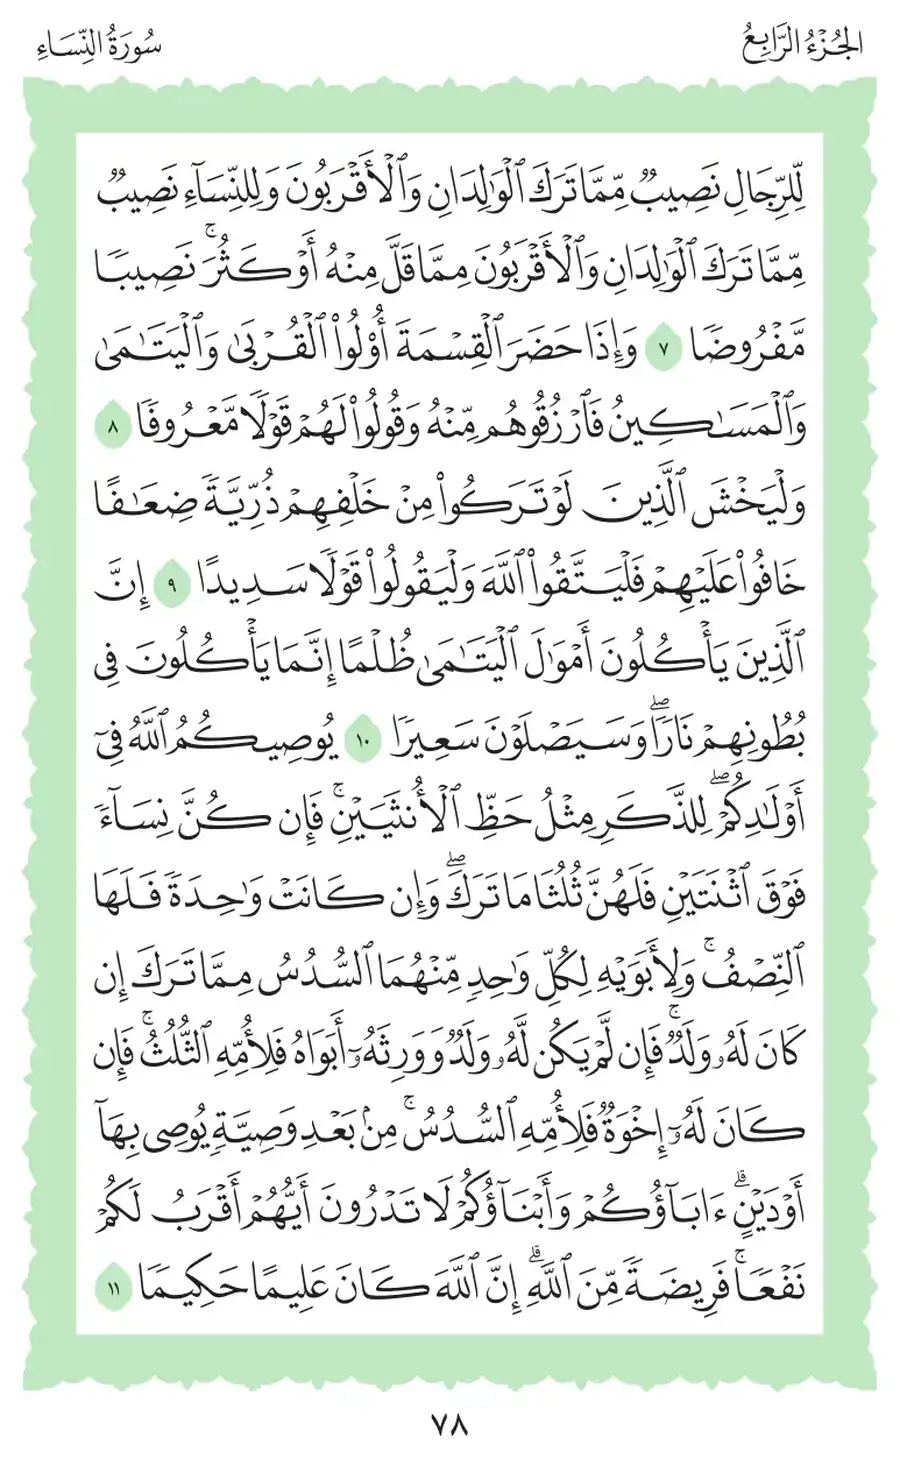 الجُزْءُ الرَّابِعُ
سُورَةُ النِّسَاءِ
لِّلرِّجَالِ نَصِيبٞ مِّمَّا تَرَكَ ٱلۡوَٰلِدَانِ وَٱلۡأَقۡرَبُونَ وَلِلنِّسَآءِ نَصِيبٞ
مِّمَّا تَرَكَ ٱلۡوَٰلِدَانِ وَٱلۡأَقۡرَبُونَ مِمَّا قَلَّ مِنۡهُ أَوۡ كَثُرَۚ نَصِيبٗا
مَّفۡرُوضٗا ٧ وَإِذَا حَضَرَ ٱلۡقِسۡمَةَ أُوْلُواْ ٱلۡقُرۡبَىٰ وَٱلۡيَتَٰمَىٰ
وَٱلۡمَسَٰكِينُ فَٱرۡزُقُوهُم مِّنۡهُ وَقُولُواْ لَهُمۡ قَوۡلٗا مَّعۡرُوفٗا ٨
وَلۡيَخۡشَ ٱلَّذِينَ لَوۡ تَرَكُواْ مِنۡ خَلۡفِهِمۡ ذُرِّيَّةٗ ضِعَٰفًا
خَافُواْ عَلَيۡهِمۡ فَلۡيَتَّقُواْ ٱللَّهَ وَلۡيَقُولُواْ قَوۡلٗا سَدِيدًا ٩ إِنَّ
ٱلَّذِينَ يَأۡكُلُونَ أَمۡوَٰلَ ٱلۡيَتَٰمَىٰ ظُلۡمًا إِنَّمَا يَأۡكُلُونَ فِي
بُطُونِهِمۡ نَارٗاۖ وَسَيَصۡلَوۡنَ سَعِيرٗا ١٠ يُوصِيكُمُ ٱللَّهُ فِيٓ
أَوۡلَٰدِكُمۡۖ لِلذَّكَرِ مِثۡلُ حَظِّ ٱلۡأُنثَيَيۡنِۚ فَإِن كُنَّ نِسَآءٗ
فَوۡقَ ٱثۡنَتَيۡنِ فَلَهُنَّ ثُلُثَا مَا تَرَكَۖ وَإِن كَانَتۡ وَٰحِدَةٗ فَلَهَا
ٱلنِّصۡفُۚ وَلِأَبَوَيۡهِ لِكُلِّ وَٰحِدٖ مِّنۡهُمَا ٱلسُّدُسُ مِمَّا تَرَكَ إِن
كَانَ لَهُۥ وَلَدٞۚ فَإِن لَّمۡ يَكُن لَّهُۥ وَلَدٞ وَوَرِثَهُۥٓ أَبَوَاهُ فَلِأُمِّهِ ٱلثُّلُثُۚ فَإِن
كَانَ لَهُۥٓ إِخۡوَةٞ فَلِأُمِّهِ ٱلسُّدُسُۚ مِنۢ بَعۡدِ وَصِيَّةٖ يُوصِي بِهَآ
أَوۡ دَيۡنٍۗ ءَابَآؤُكُمۡ وَأَبۡنَآؤُكُمۡ لَا تَدۡرُونَ أَيُّهُمۡ أَقۡرَبُ لَكُمۡ
نَفۡعٗاۚ فَرِيضَةٗ مِّنَ ٱللَّهِۗ إِنَّ ٱللَّهَ كَانَ عَلِيمًا حَكِيمٗا ١١
٧٨